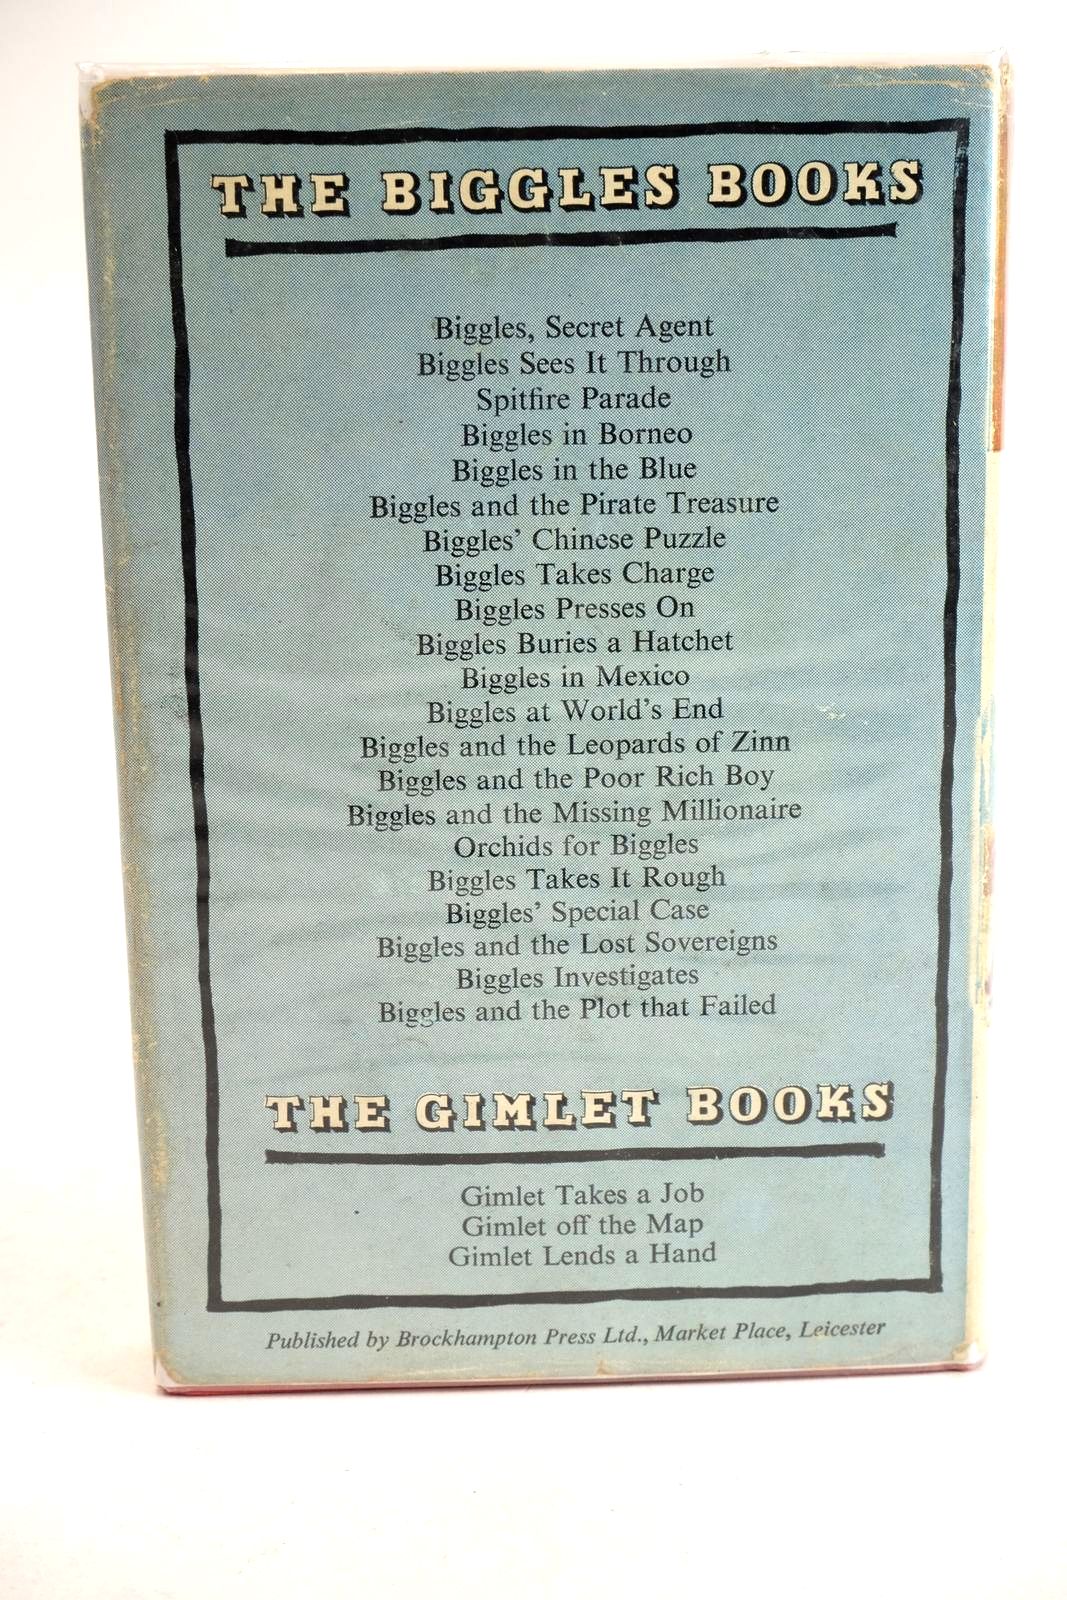 THE BIGGLES BOOKS
Biggles, Secret Agent
Biggles Sees It Through
Spitfire Parade
Biggles in Borneo
Biggles in the Blue
Biggles and the Pirate Treasure
Biggles' Chinese Puzzle
Biggles Takes Charge
Biggles Presses On
Biggles Buries a Hatchet
Biggles in Mexico
Biggles at World's End
Biggles and the Leopards of Zinn
Biggles and the Poor Rich Boy
Biggles and the Missing Millionaire
Orchids for Biggles
Biggles Takes It Rough
Biggles' Special Case
Biggles and the Lost Sovereigns
Biggles Investigates
Biggles and the Plot that Failed
THE GIMLET BOOKS
Gimlet Takes a Job
Gimlet off the Map
Gimlet Lends a Hand
Published by Brockhampton Press Ltd., Market Place, Leicester